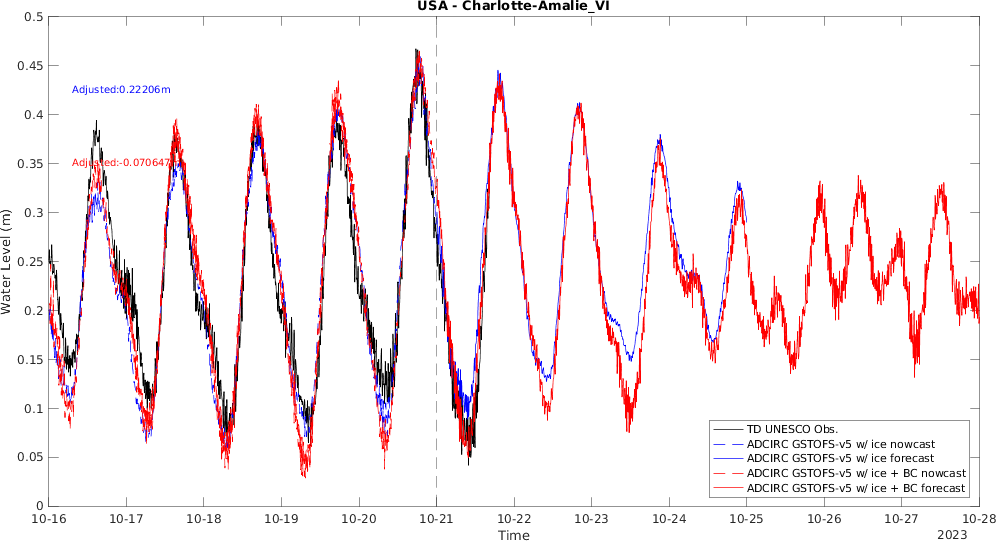 USA - Charlotte-Amalie_VI
0.5
0.45
0.4
0.35
0.3
0.25
0.2
0.15
0.1
0.05
0
Water Level (m)
Adjusted:0.22206m
Adjusted:-0.070647
TD UNESCO Obs.
ADCIRC GSTOFS-v5 w/ ice nowcast
ADCIRC GSTOFS-v5 w/ ice forecast
ADCIRC GSTOFS-v5 w/ ice + BC nowcast
ADCIRC GSTOFS-v5 w/ ice + BC forecast
10-16 10-17 10-18 10-19 10-20 10-21 10-22 10-23 10-24 10-25 10-26 10-27 10-28
Time
2023